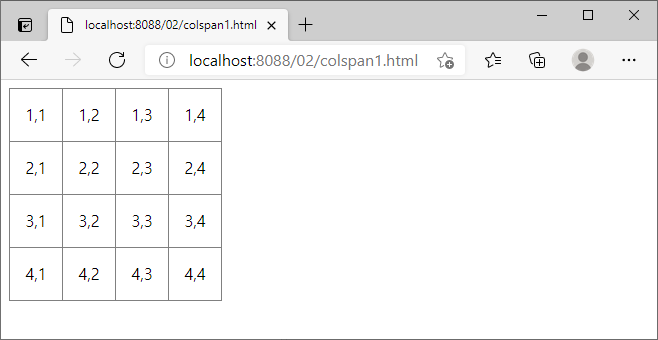 localhost:8088/02/colspan1.html
localhost:8088/02/colspan1.html
1,1 1,2 1,3 1,4
2,1 2,2 2,3 2,4
3,1 3,2 3,3 3,4
4,1 4,2 4,3 4,4